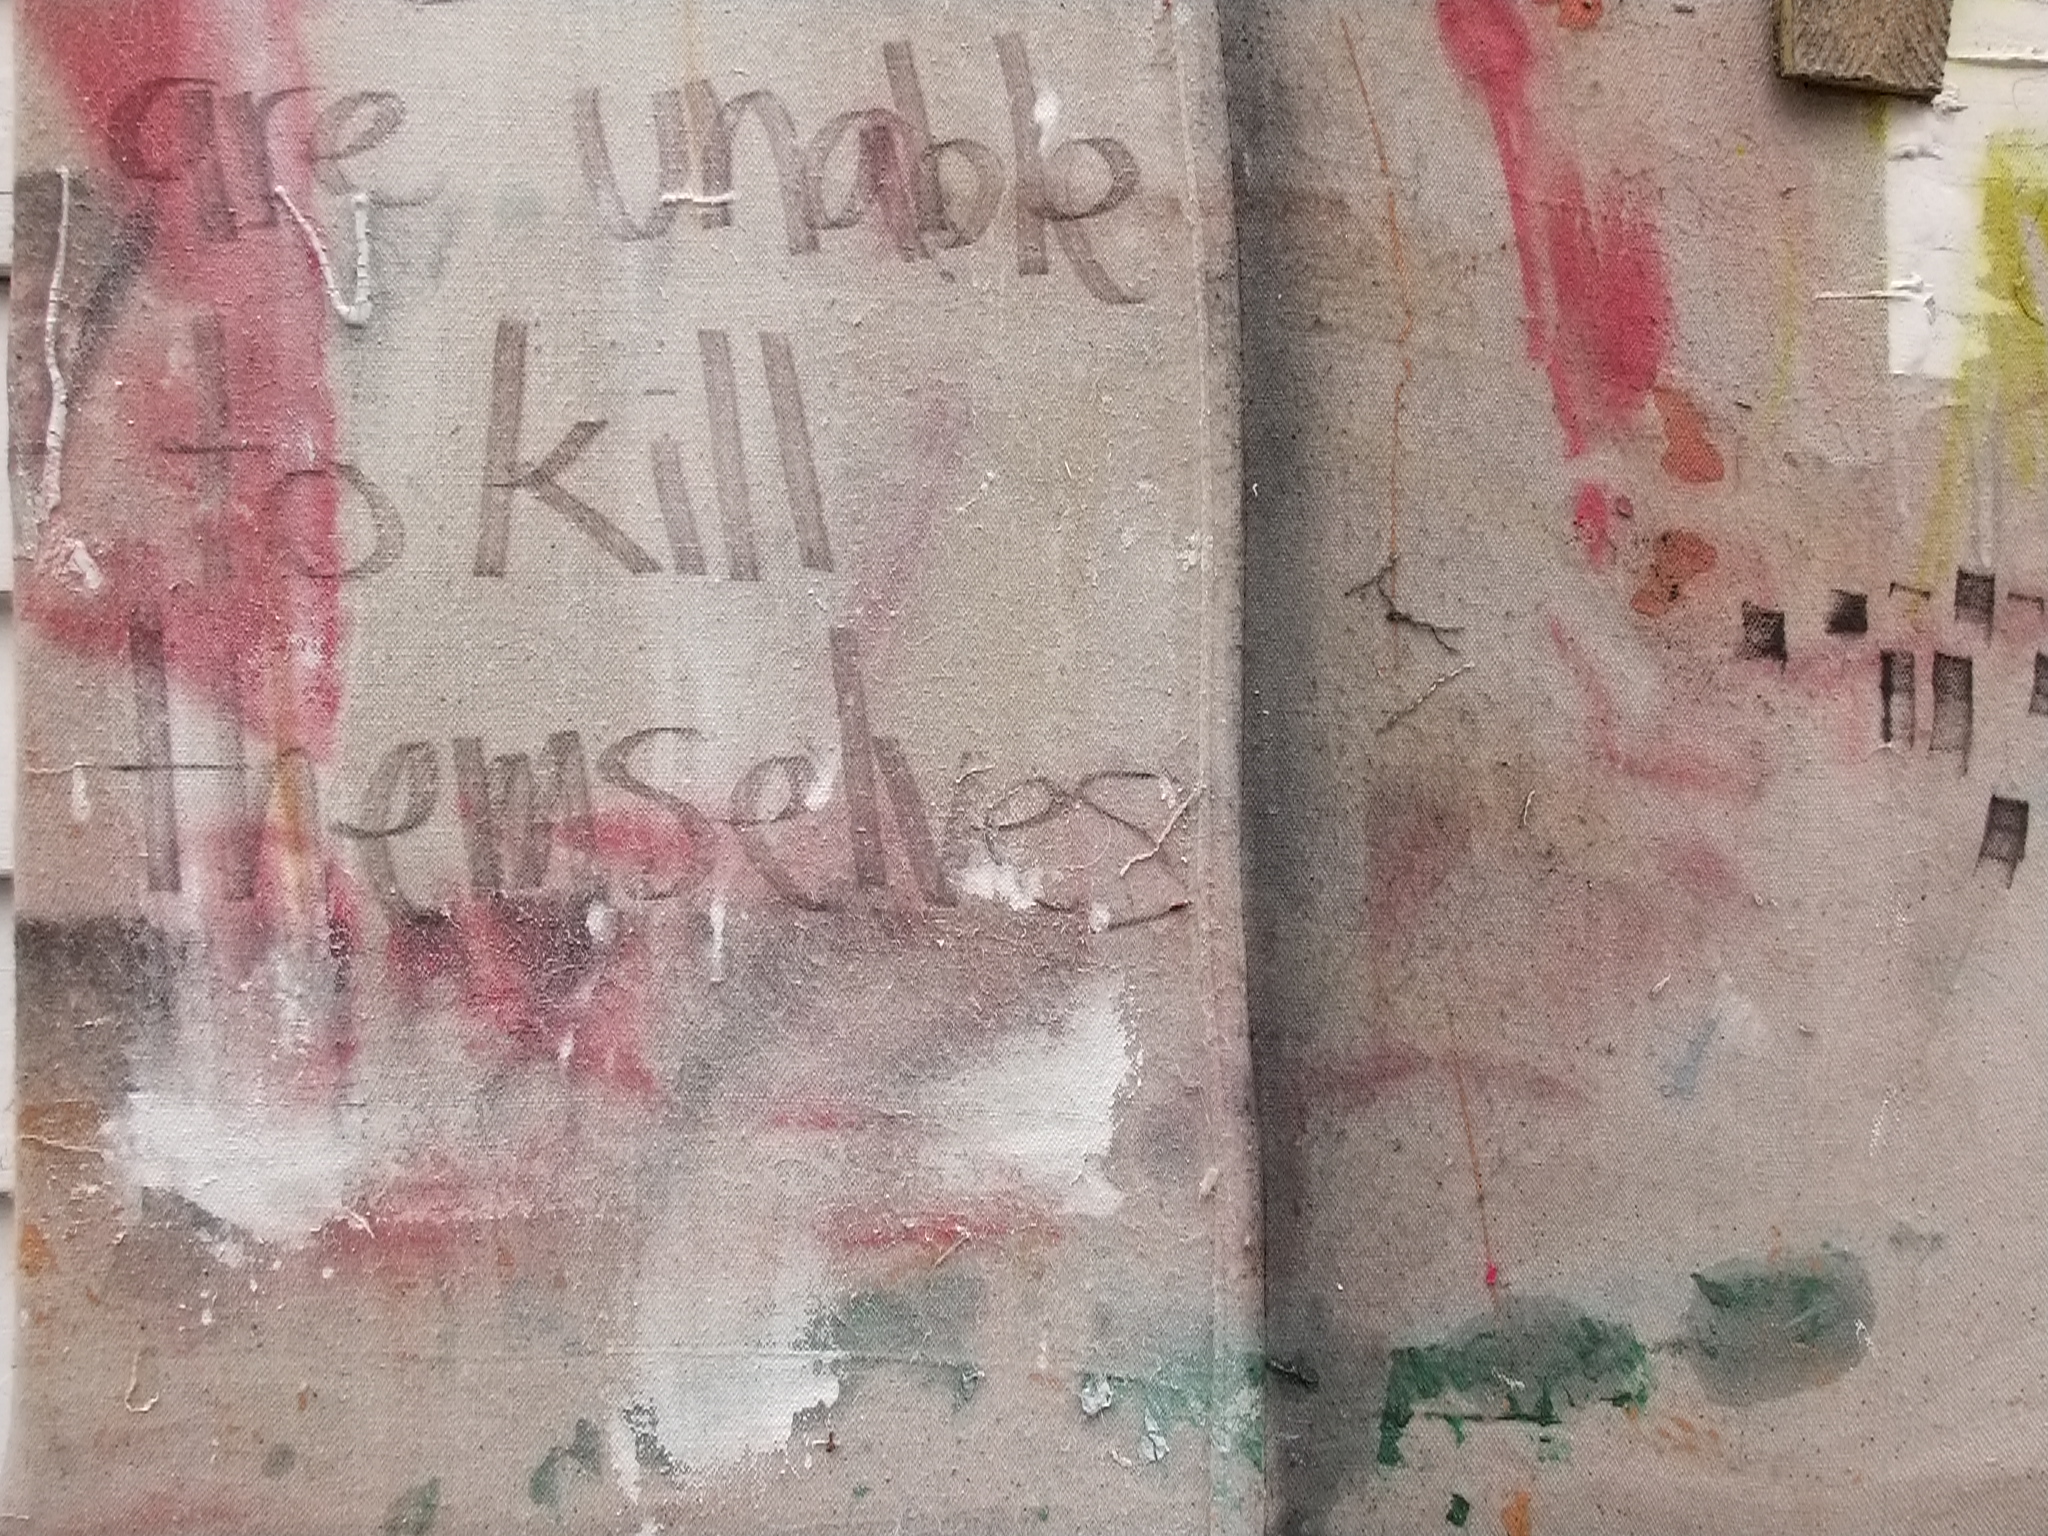 are unable
to kill
themselves